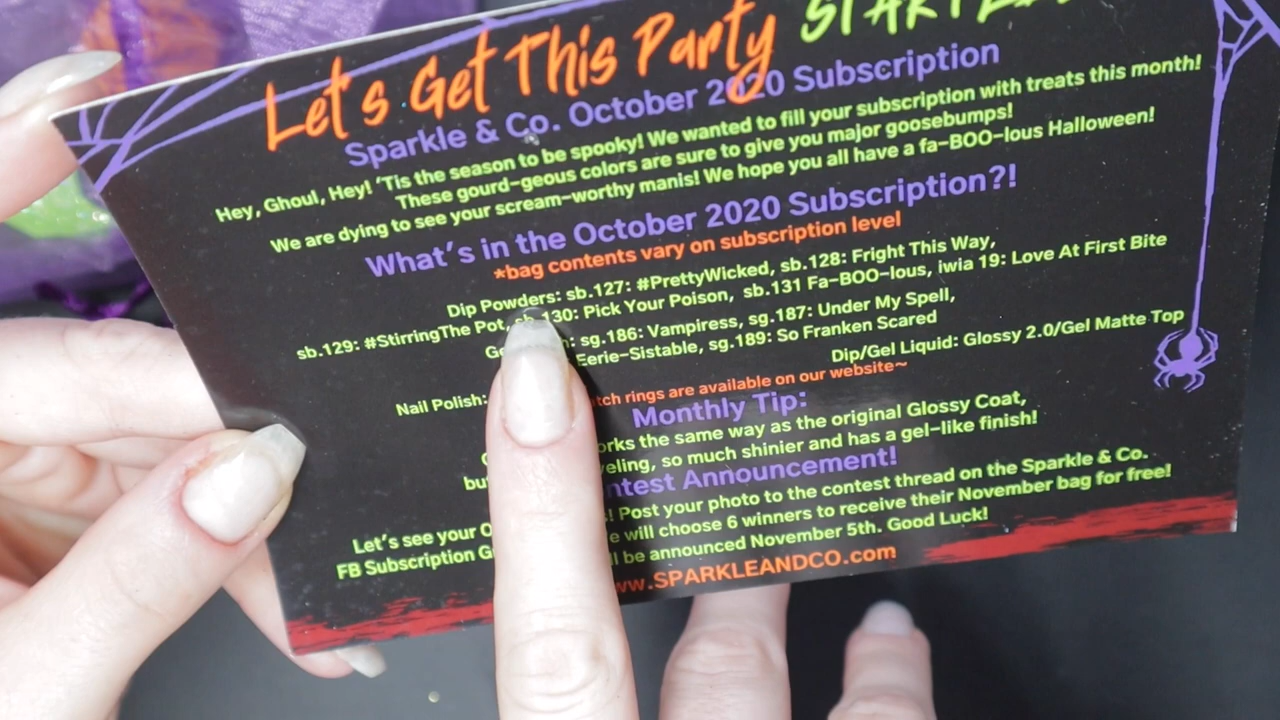 Let's Get This Party
Sparkle & Co. October 2020 Subscription
Hey, Ghoul, Hey! 'Tis the season to be spooky! We wanted to fill your subscription with treats this month!
These gourd-geous colors are sure to give you major goosebumps!
We are dying to see your scream-worthy manis! We hope you all have a fa-BOO-lous Halloween!
What's in the October 2020 Subscription?!
*bag contents vary on subscription level
Dip Powders: sb.127: #PrettyWicked, sb.128: Fright This Way,
sb.129: #StirringThe Pot, sb.130: Pick Your Poison, sb.131 Fa-BOO-lous, iwia 19: Love At First Bite
sg.186: Vampiress, sg.187: Under My Spell,
Eerie-Sistable, sg.189: So Franken Scared
Dip/Gel Liquid: Glossy 2.0/Gel Matte Top
Nail Polish: rings are available on our website~
Monthly Tip:
the same way as the original Glossy Coat,
so much shinier and has a gel-like finish!
Announcement!
Let's see your Post your photo to the contest thread on the Sparkle & Co.
FB Subscription will choose 6 winners to receive their November bag for free!
be announced November 5th. Good Luck!
www.SPARKLEANDCO.com